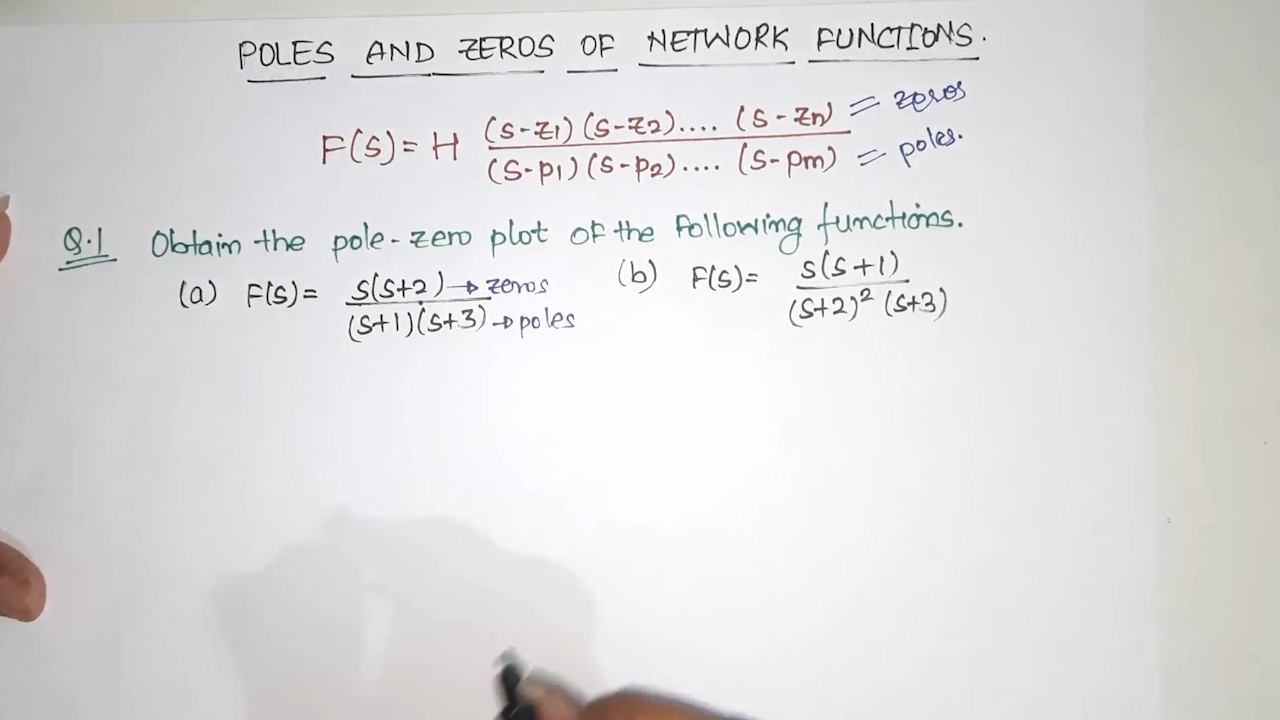 POLES AND ZEROS OF NETWORK FUNCTIONS.
F(S) = H (S-Z1)(S-Z2).... (S-Zn) = zeros
(S-P1)(S-P2).... (S-Pm) = poles.
Q.1 Obtain the pole-zero plot of the following functions.
(a) F(S) = S(S+2) → zeros
(S+1)(S+3) → poles
(b) F(S) = S(S+1)
(S+2)² (S+3)